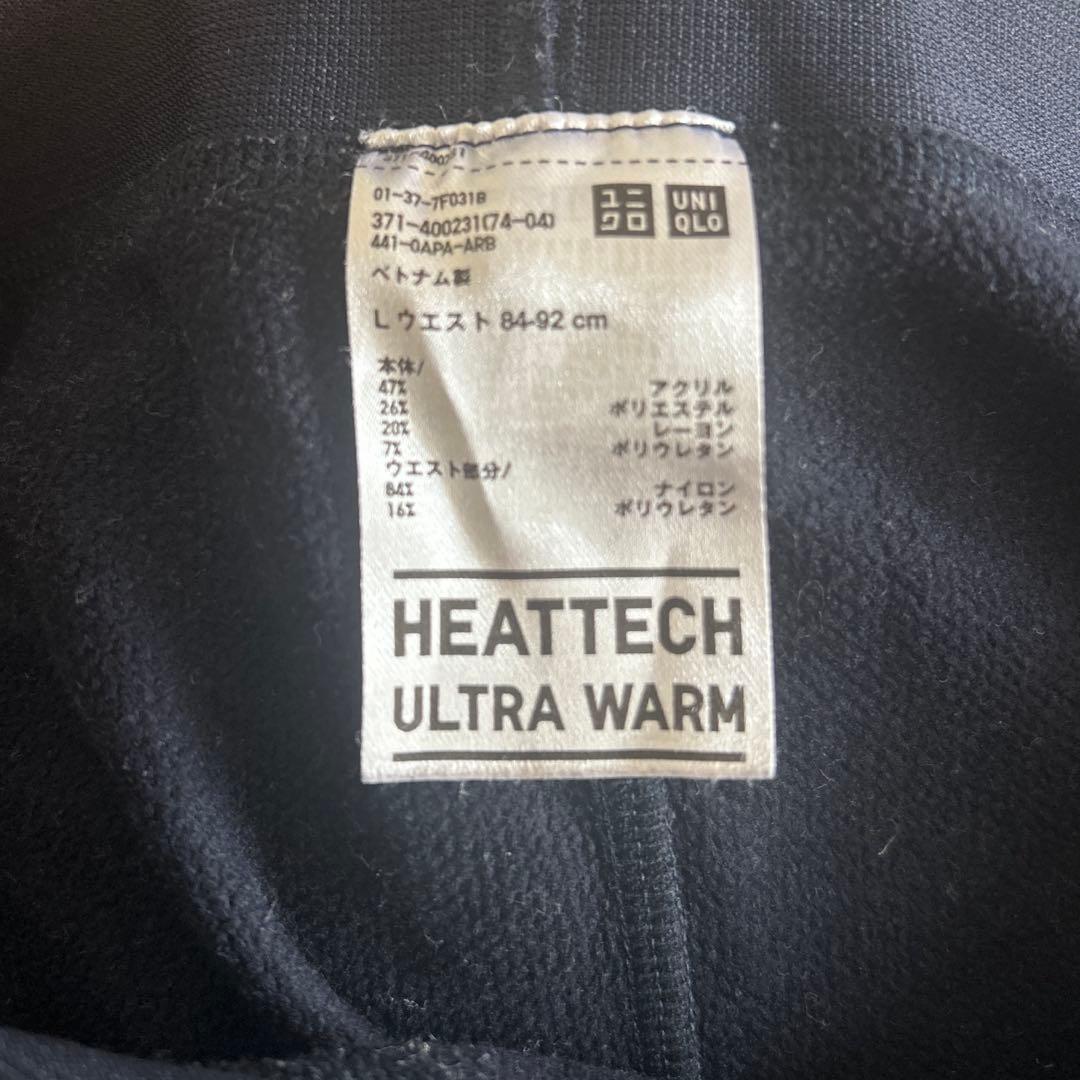 01-37-7F031B
371-400231(74-04)
441-0APA-ARB
ユニ
クロ
UNI
QLO
ベトナム製
L ウエスト 84-92 cm
本体/
47% アクリル
26% ポリエステル
20% レーヨン
7% ポリウレタン
ウエスト部分/
84% ナイロン
16% ポリウレタン
HEATTECH
ULTRA WARM